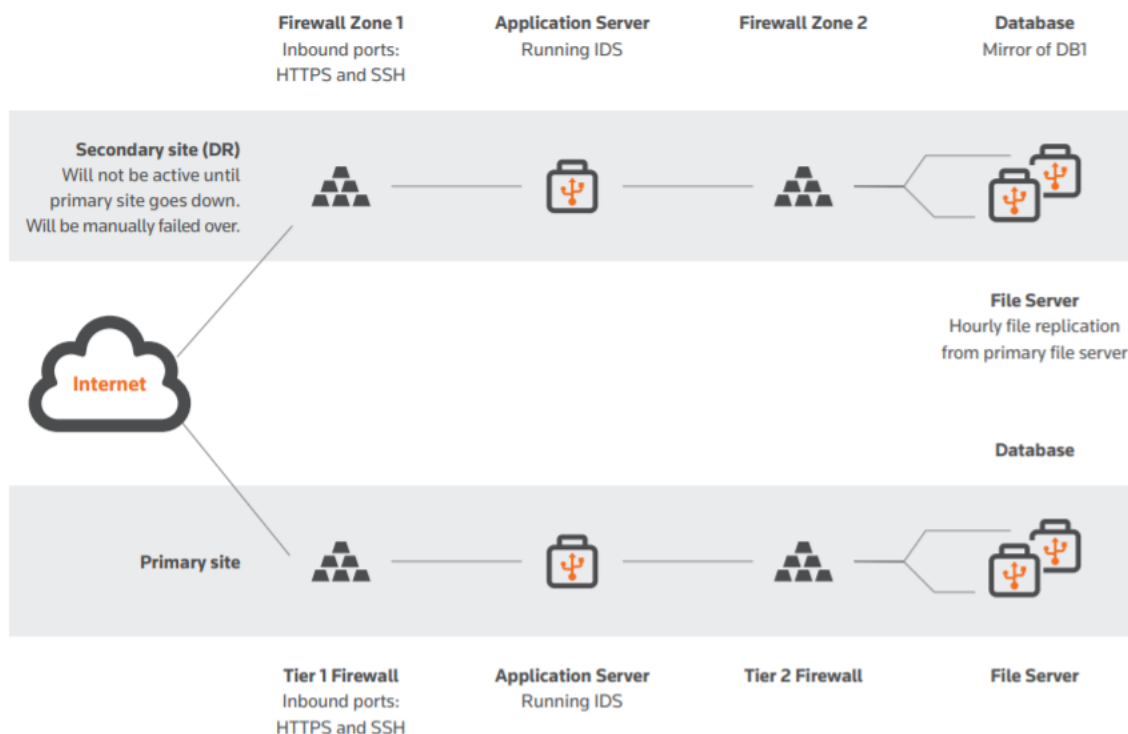 Firewall Zone 1
Inbound ports:
HTTPS and SSH
Application Server
Running IDS
Firewall Zone 2
Database
Mirror of DB1
Secondary site (DR)
Will not be active until
primary site goes down.
Will be manually failed over.
File Server
Hourly file replication
from primary file server
Internet
Database
Primary site
Tier 1 Firewall
Inbound ports:
HTTPS and SSH
Application Server
Running IDS
Tier 2 Firewall
File Server